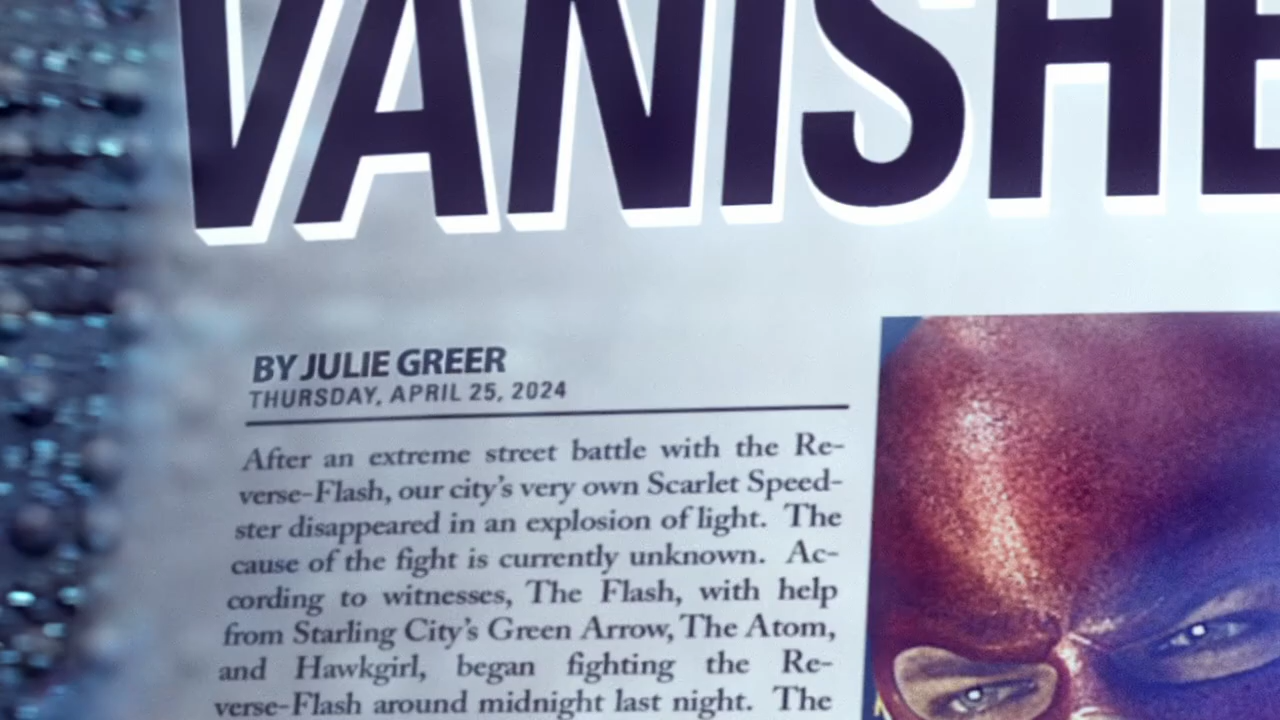 VANISHE
BY JULIE GREER
THURSDAY, APRIL 25, 2024
After an extreme street battle with the Re-
verse-Flash, our city's very own Scarlet Speed-
ster disappeared in an explosion of light. The
cause of the fight is currently unknown. Ac-
cording to witnesses, The Flash, with help
from Starling City's Green Arrow, The Atom,
and Hawkgirl, began fighting the Re-
verse-Flash around midnight last night. The